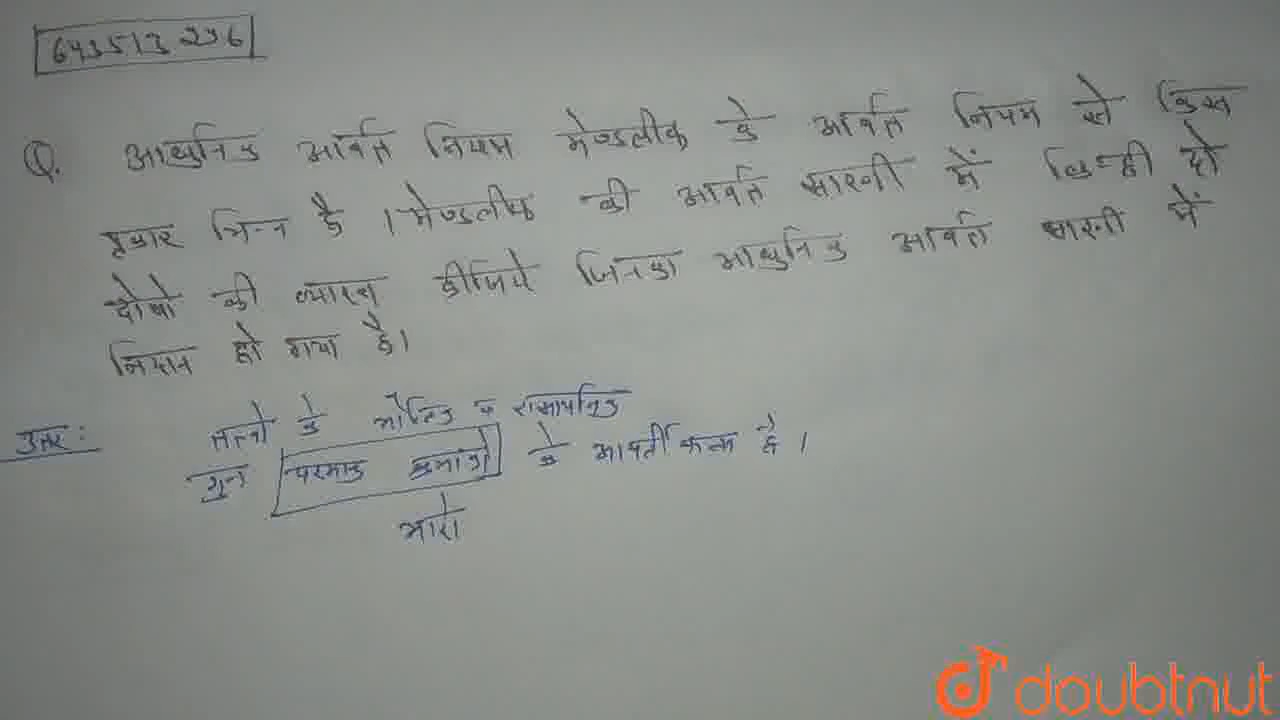 643513236
Q. आधुनिक आवर्त नियम मेण्डलीफ के आवर्त नियम से किस
प्रकार भिन्न है । मेण्डलीफ की आवर्त सारणी में किन्ही दो
दोषो की व्याख्या कीजिये जिनका आधुनिक आवर्त सारणी में
निदान हो गया है।
उत्तर : तत्वो के भौतिक व रासायनिक
गुण परमाणु क्रमांको के आवर्ती फलन है ।
भारो
doubtnut